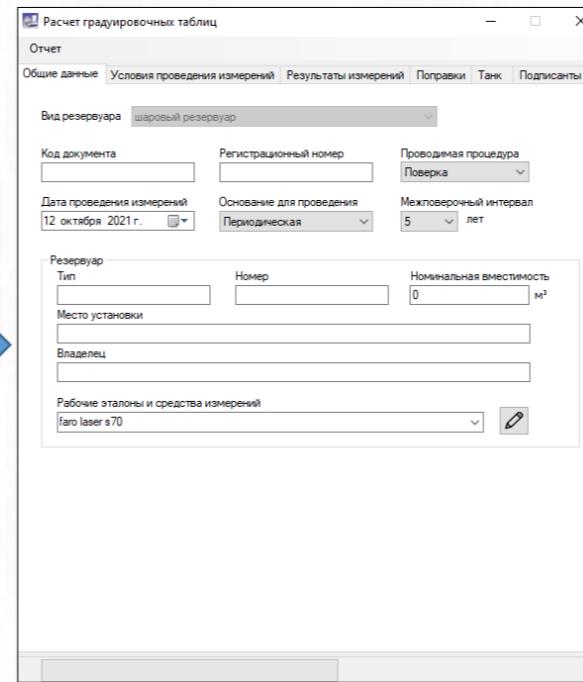 Расчет градуировочных таблиц
Отчет
Общие данные Условия проведения измерений Результаты измерений Поправки Танк Подписанты
Вид резервуара шаровый резервуар
Код документа Регистрационный номер Проводимая процедура
Поверка
Дата проведения измерений Основание для проведения Межповерочный интервал
12 октября 2021 г. Периодическая 5 лет
Резервуар
Тип Номер Номинальная вместимость
0 м³
Место установки
Владелец
Рабочие эталоны и средства измерений
faro laser s70